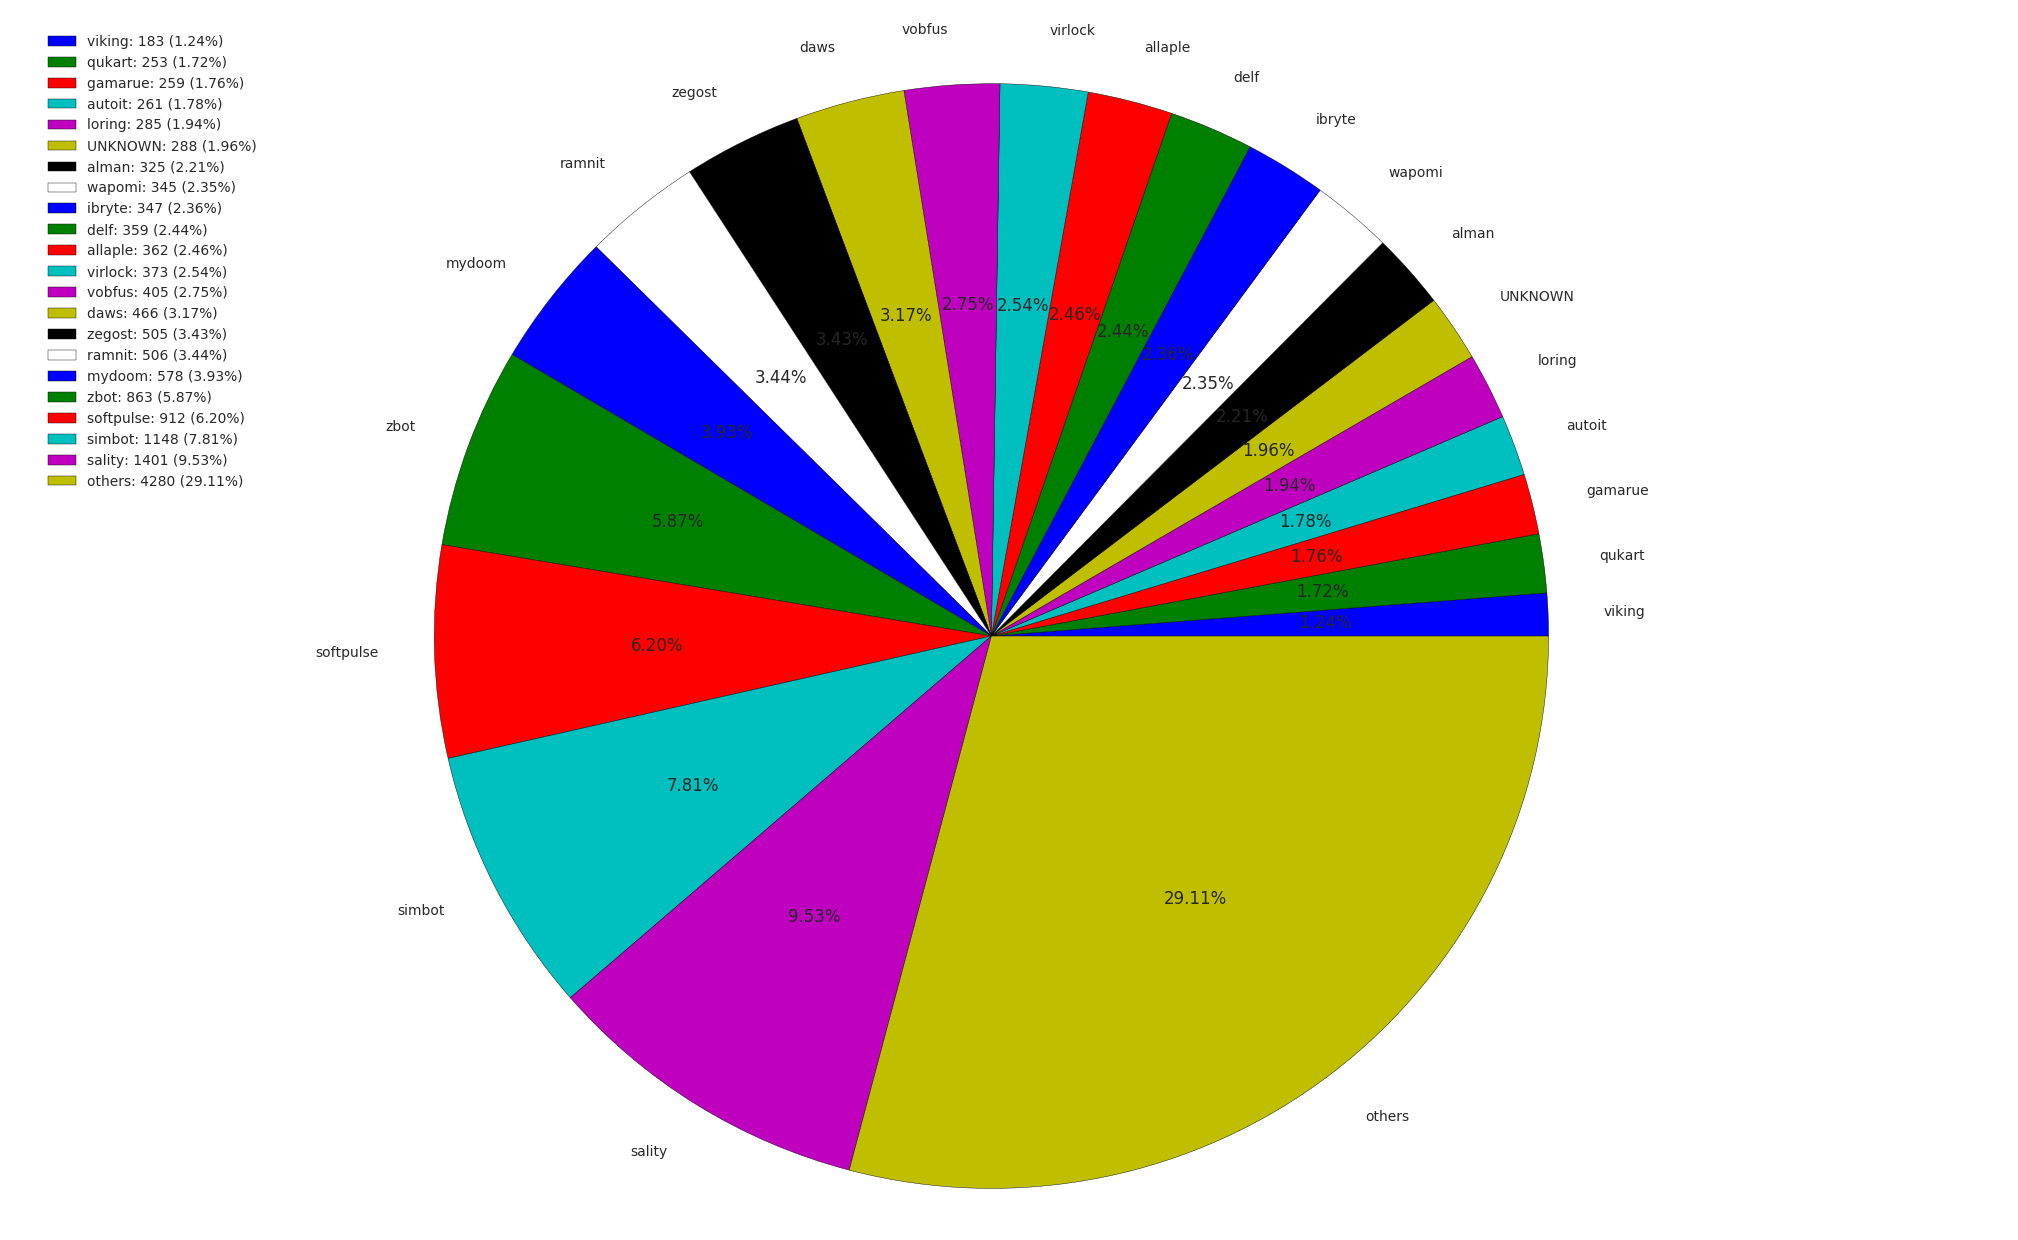 viking: 183 (1.24%)
qukart: 253 (1.72%)
gamarue: 259 (1.76%)
autoit: 261 (1.78%)
loring: 285 (1.94%)
UNKNOWN: 288 (1.96%)
alman: 325 (2.21%)
wapomi: 345 (2.35%)
ibryte: 347 (2.36%)
delf: 359 (2.44%)
allaple: 362 (2.46%)
virlock: 373 (2.54%)
vobfus: 405 (2.75%)
daws: 466 (3.17%)
zegost: 505 (3.43%)
ramnit: 506 (3.44%)
mydoom: 578 (3.93%)
zbot: 863 (5.87%)
softpulse: 912 (6.20%)
simbot: 1148 (7.81%)
sality: 1401 (9.53%)
others: 4280 (29.11%)
viking
1.24%
qukart
1.72%
gamarue
1.76%
autoit
1.78%
loring
1.94%
UNKNOWN
1.96%
alman
2.21%
wapomi
2.35%
ibryte
2.36%
delf
2.44%
allaple
2.46%
virlock
2.54%
vobfus
2.75%
daws
3.17%
zegost
3.43%
ramnit
3.44%
mydoom
3.93%
zbot
5.87%
softpulse
6.20%
simbot
7.81%
sality
9.53%
others
29.11%